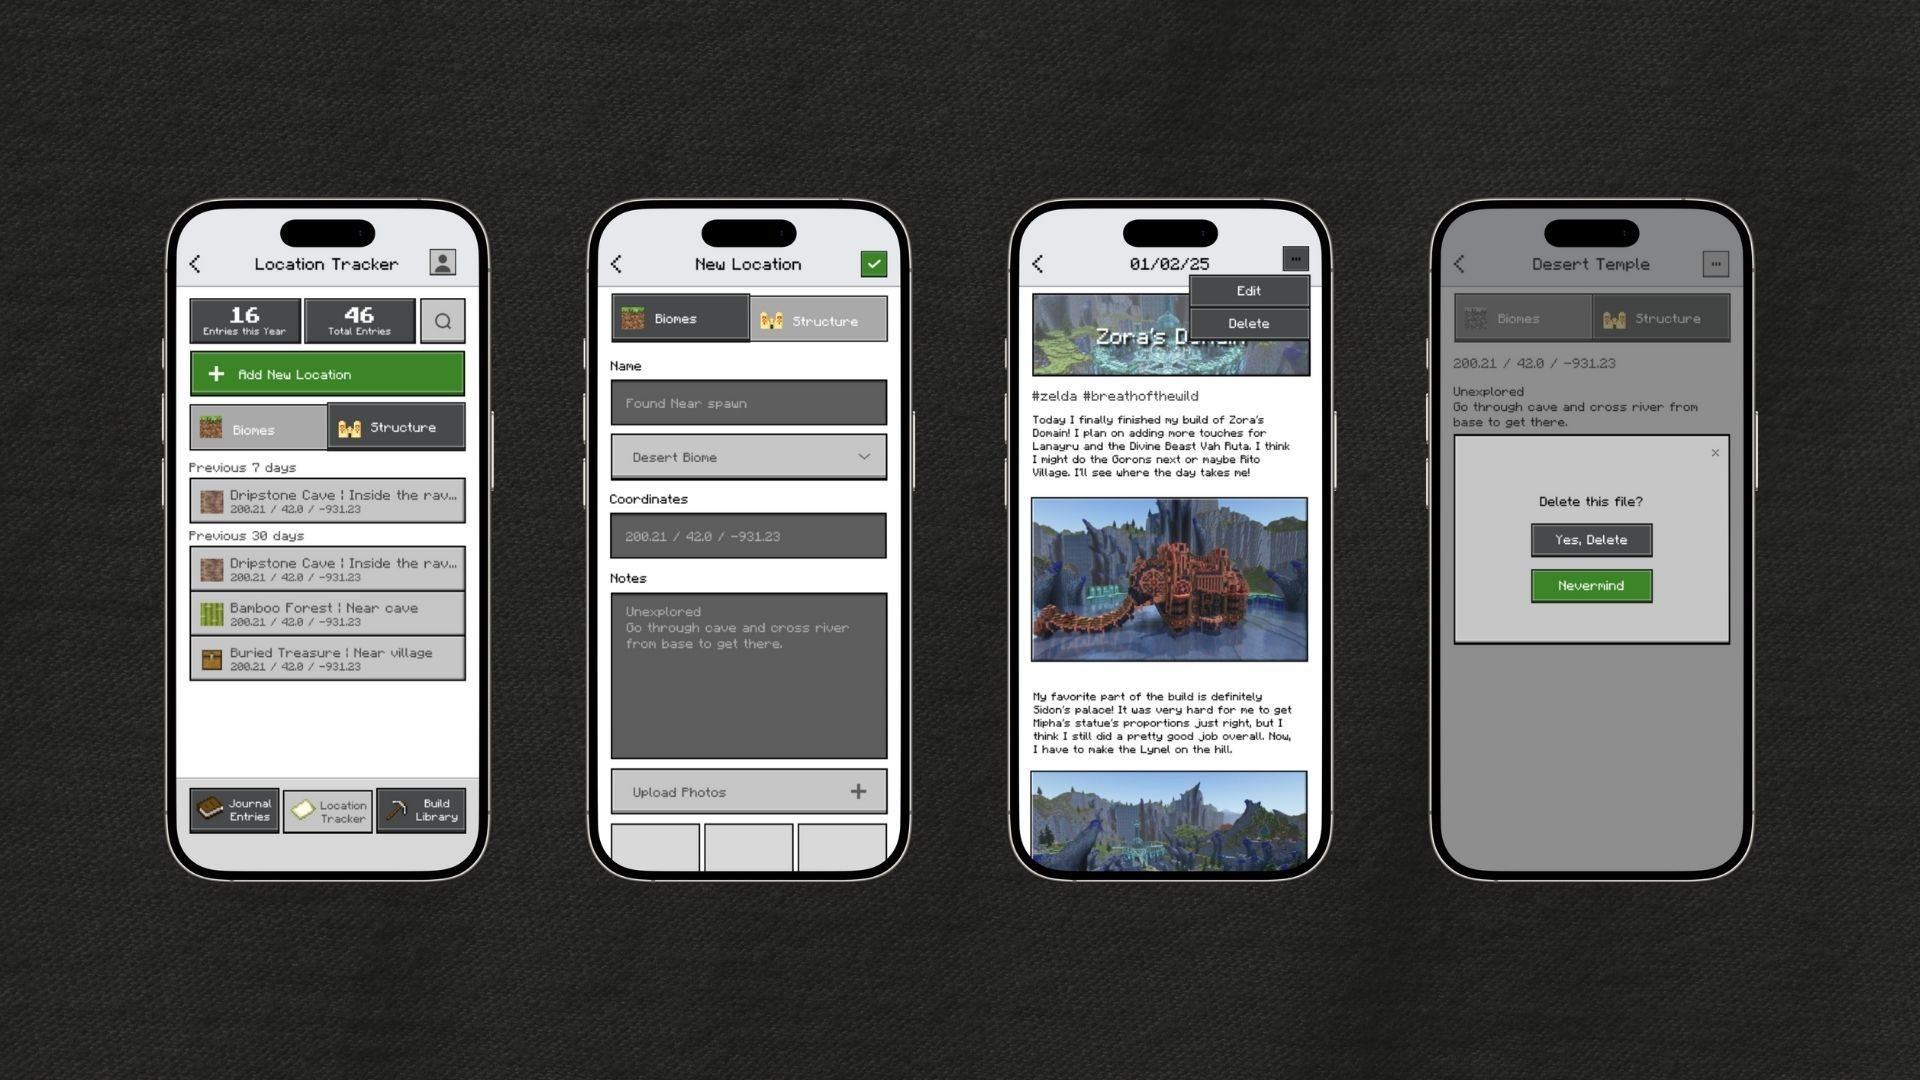 Location Tracker
16
Entries this Year
46
Total Entries
Add New Location
Biomes
Structure
Previous 7 days
Dripstone Cave | Inside the rav...
200.21 / 42.0 / -931.23
Previous 30 days
Dripstone Cave | Inside the rav...
200.21 / 42.0 / -931.23
Bamboo Forest | Near cave
200.21 / 42.0 / -931.23
Buried Treasure | Near village
200.21 / 42.0 / -931.23
Journal
Entries
Location
Tracker
Build
Library
New Location
Biomes
Structure
Name
Found Near spawn
Desert Biome
Coordinates
200.21 / 42.0 / -931.23
Notes
Unexplored
Go through cave and cross river
from base to get there.
Upload Photos
01/02/25
Edit
Delete
Zora's
#zelda #breathofthewild
Today I finally finished my build of Zora's
Domain! I plan on adding more touches for
Lanayru and the Divine Beast Vah Ruta. I think
I might do the Gorons next or maybe Rito
Village. I'll see where the day takes me!
My favorite part of the build is definitely
Sidon's palace! It was very hard for me to get
Mipha's statue's proportions just right, but I
think I still did a pretty good job overall. Now,
I have to make the Lynel on the hill.
Desert Temple
Biomes
Structure
200.21 / 42.0 / -931.23
Unexplored
Go through cave and cross river from
base to get there.
Delete this file?
Yes, Delete
Nevermind